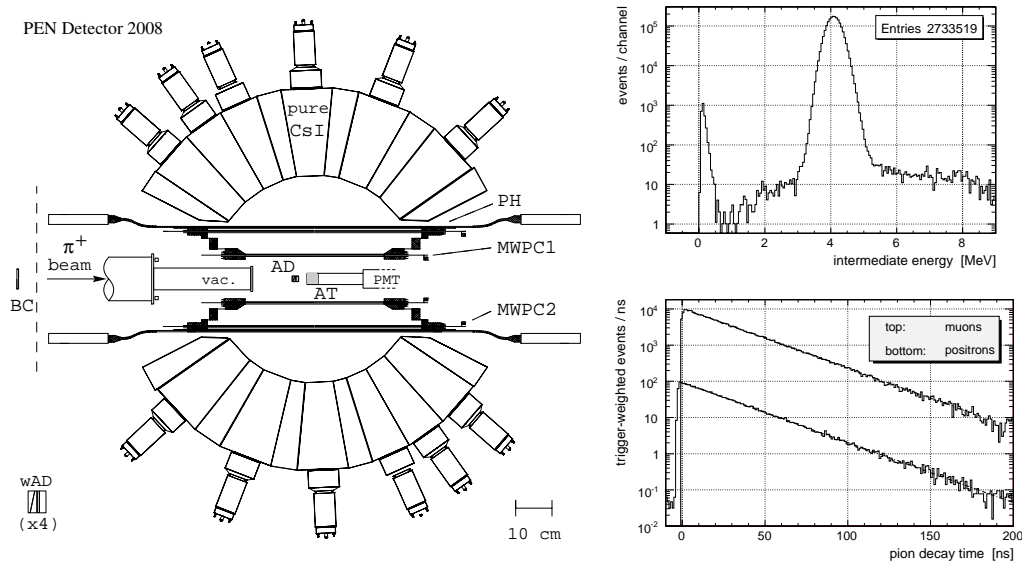 PEN Detector 2008
pure
CsI
PH
π+
beam
MWPC1
vac.
AD
PMT
BC
AT
MWPC2
wAD
(x4)
10 cm
events / channel
Entries 2733519
10^5
10^4
10^3
10^2
10
1
0 2 4 6 8
intermediate energy [MeV]
trigger-weighted events / ns
top: muons
bottom: positrons
10^4
10^3
10^2
10
1
10^-1
10^-2
0 50 100 150 200
pion decay time [ns]